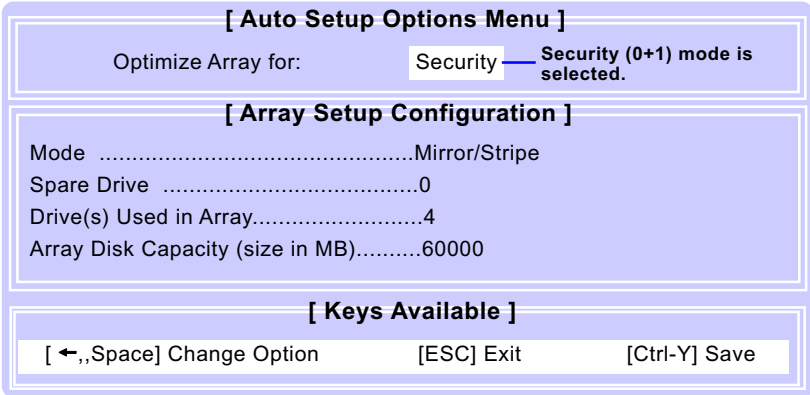 [ Auto Setup Options Menu ]
Optimize Array for: Security Security (0+1) mode is
selected.
[ Array Setup Configuration ]
Mode ................................................Mirror/Stripe
Spare Drive .......................................0
Drive(s) Used in Array..........................4
Array Disk Capacity (size in MB)..........60000
[ Keys Available ]
[ ←,,Space] Change Option [ESC] Exit [Ctrl-Y] Save